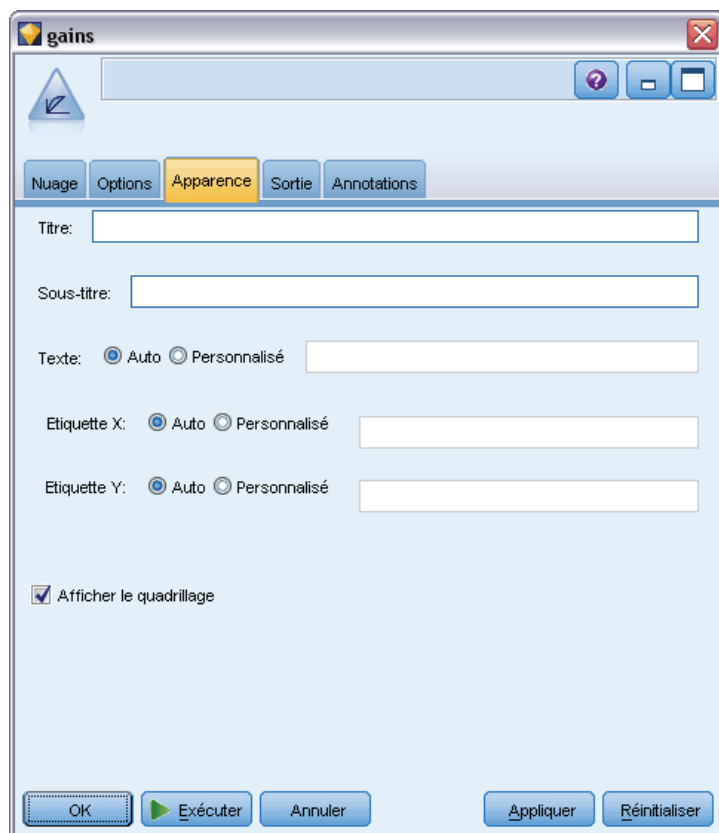 gains
Nuage Options Apparence Sortie Annotations
Titre:
Sous-titre:
Texte: Auto Personnalisé
Etiquette X: Auto Personnalisé
Etiquette Y: Auto Personnalisé
Afficher le quadrillage
OK Exécuter Annuler Appliquer Réinitialiser